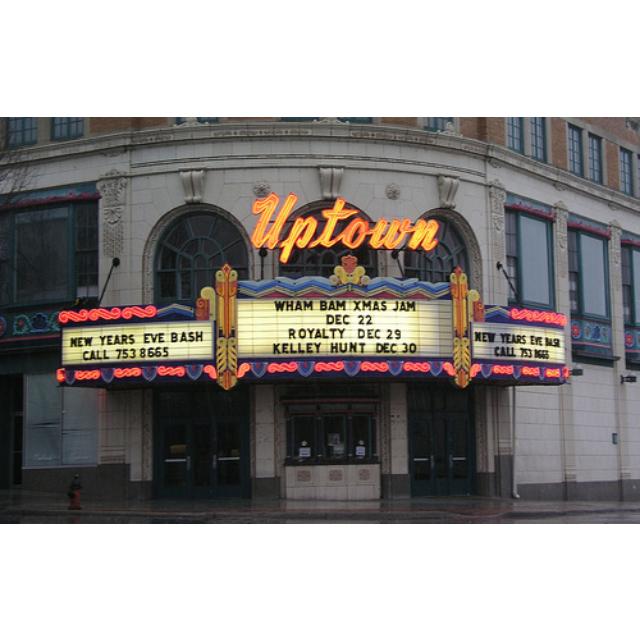 Uptown
WHAM BAM XMAS JAM
DEC 22
ROYALTY DEC 29
KELLEY HUNT DEC 30
NEW YEARS EVE BASH
CALL 753 8665
NEW YEARS EVE BASH
CALL 753 8665